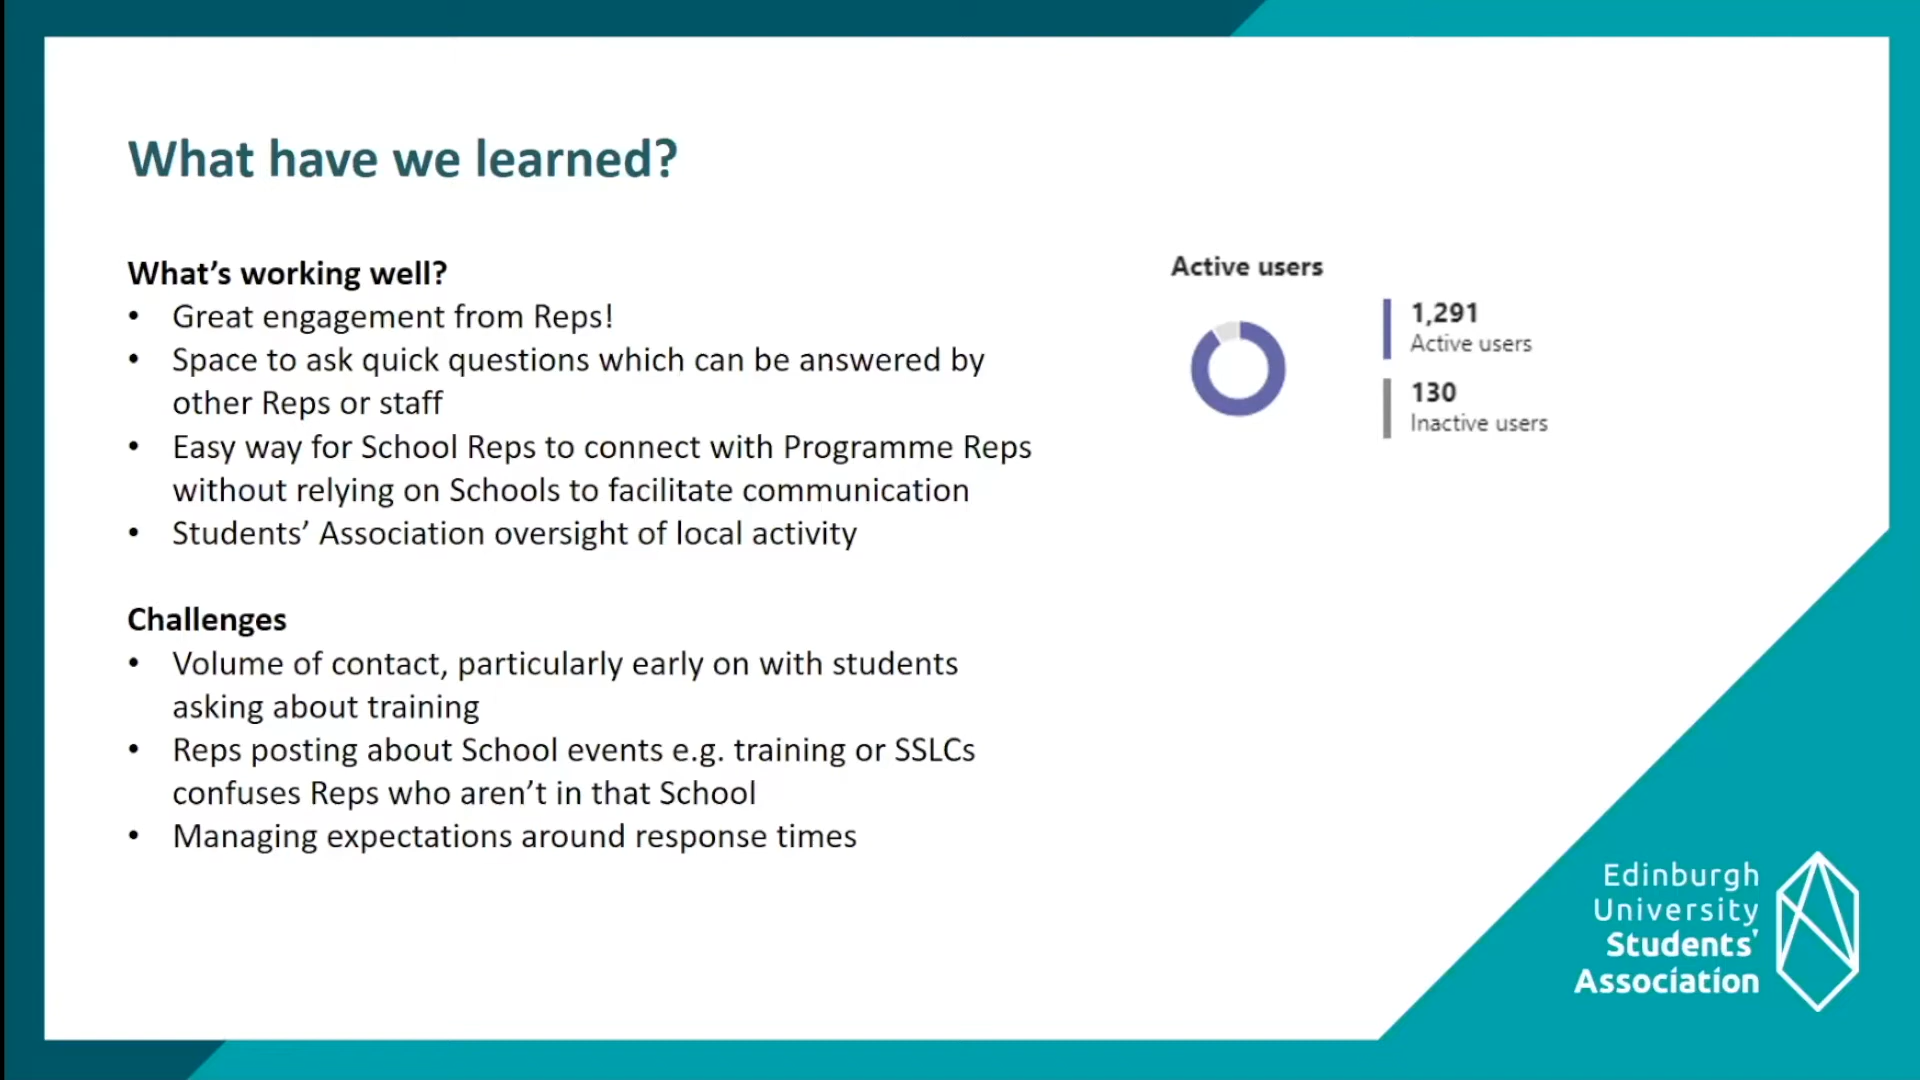 What have we learned?
What’s working well?
• Great engagement from Reps!
• Space to ask quick questions which can be answered by
other Reps or staff
• Easy way for School Reps to connect with Programme Reps
without relying on Schools to facilitate communication
• Students’ Association oversight of local activity
Challenges
• Volume of contact, particularly early on with students
asking about training
• Reps posting about School events e.g. training or SSLCs
confuses Reps who aren’t in that School
• Managing expectations around response times
Active users
1,291
Active users
130
Inactive users
Edinburgh
University
Students'
Association